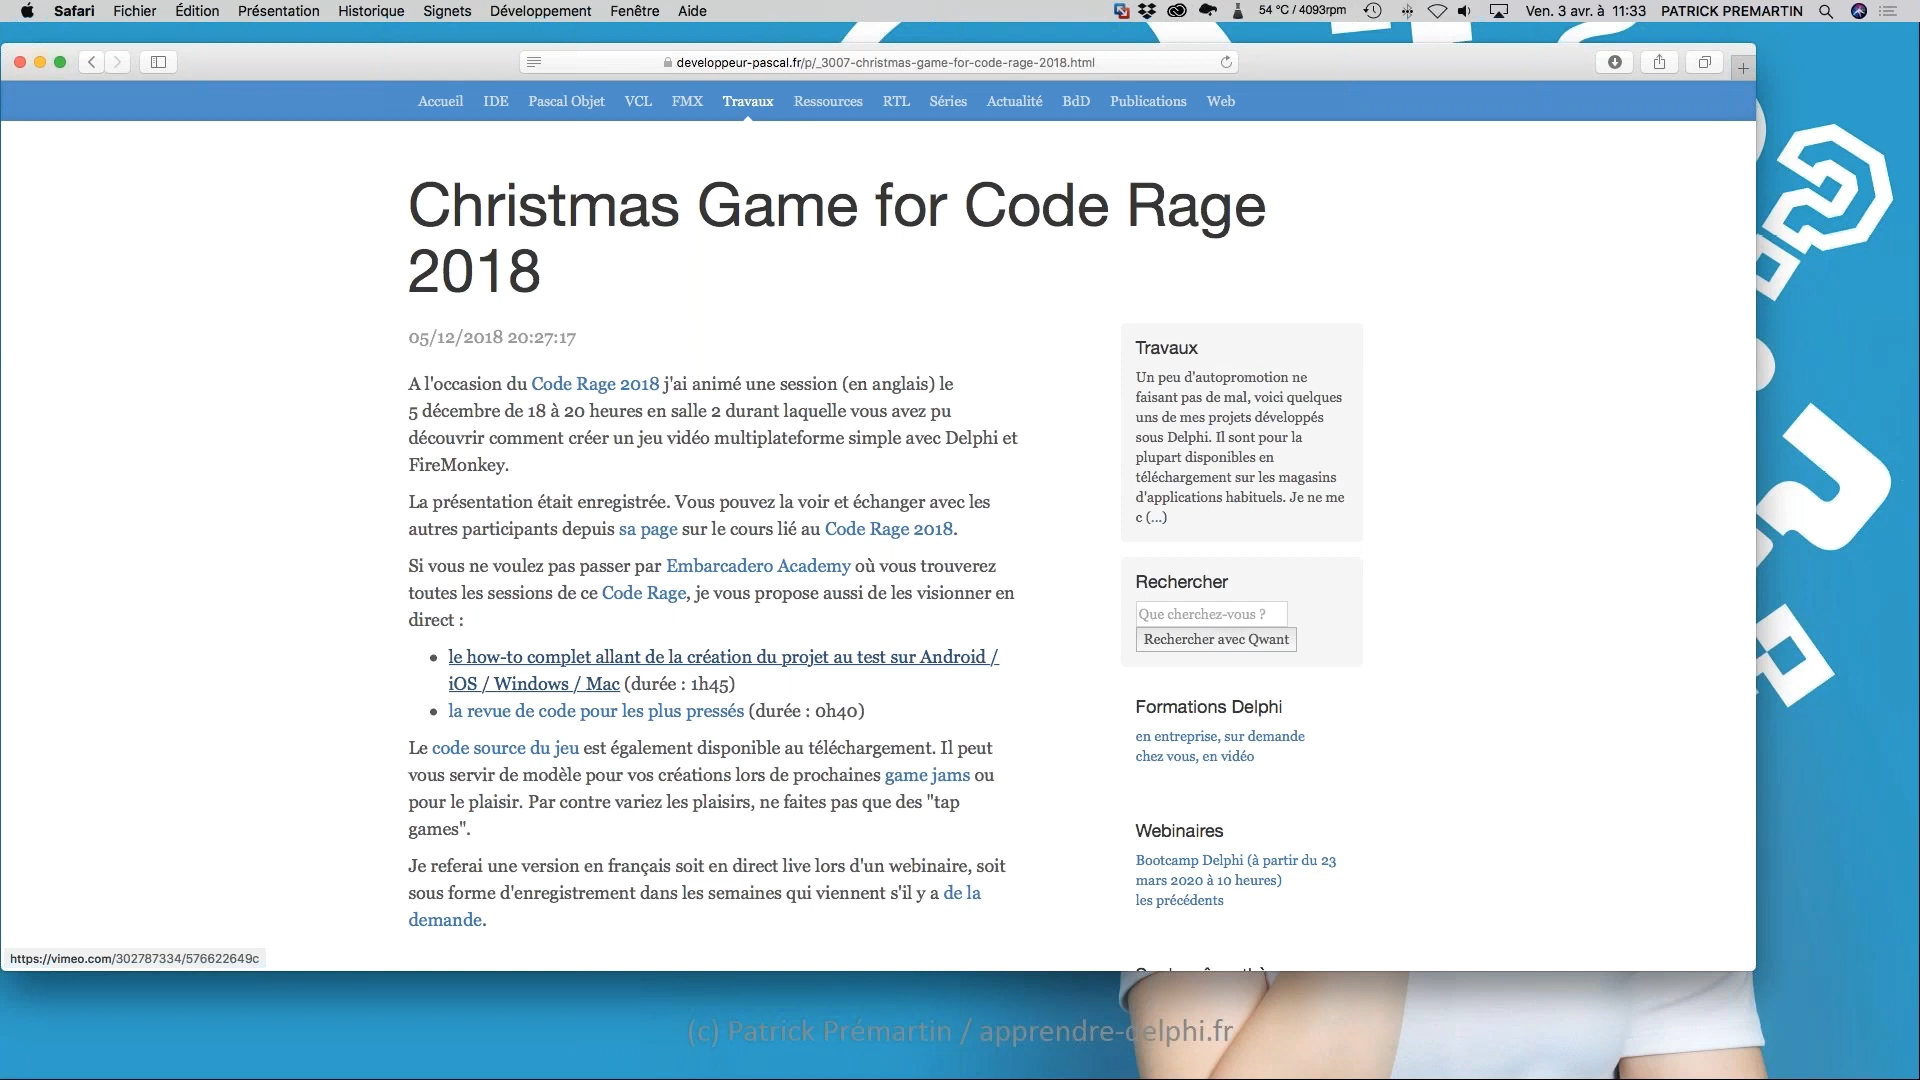 Safari Fichier Édition Présentation Historique Signets Développement Fenêtre Aide
54 °C / 4093rpm Ven. 3 avr. à 11:33 PATRICK PREMARTIN
developpeur-pascal.fr/p/_3007-christmas-game-for-code-rage-2018.html
Accueil IDE Pascal Objet VCL FMX Travaux Ressources RTL Séries Actualité BdD Publications Web
Christmas Game for Code Rage
2018
05/12/2018 20:27:17
A l'occasion du Code Rage 2018 j'ai animé une session (en anglais) le
5 décembre de 18 à 20 heures en salle 2 durant laquelle vous avez pu
découvrir comment créer un jeu vidéo multiplateforme simple avec Delphi et
FireMonkey.
La présentation était enregistrée. Vous pouvez la voir et échanger avec les
autres participants depuis sa page sur le cours lié au Code Rage 2018.
Si vous ne voulez pas passer par Embarcadero Academy où vous trouverez
toutes les sessions de ce Code Rage, je vous propose aussi de les visionner en
direct :
• le how-to complet allant de la création du projet au test sur Android /
iOS / Windows / Mac (durée : 1h45)
• la revue de code pour les plus pressés (durée : 0h40)
Le code source du jeu est également disponible au téléchargement. Il peut
vous servir de modèle pour vos créations lors de prochaines game jams ou
pour le plaisir. Par contre variez les plaisirs, ne faites pas que des "tap
games".
Je referai une version en français soit en direct live lors d'un webinaire, soit
sous forme d'enregistrement dans les semaines qui viennent s'il y a de la
demande.
Travaux
Un peu d'autopromotion ne
faisant pas de mal, voici quelques
uns de mes projets développés
sous Delphi. Il sont pour la
plupart disponibles en
téléchargement sur les magasins
d'applications habituels. Je ne me
c (...)
Rechercher
Que cherchez-vous ?
Rechercher avec Qwant
Formations Delphi
en entreprise, sur demande
chez vous, en vidéo
Webinaires
Bootcamp Delphi (à partir du 23
mars 2020 à 10 heures)
les précédents
https://vimeo.com/302787334/576622649c
(c) Patrick Prémartin / apprendre-delphi.fr